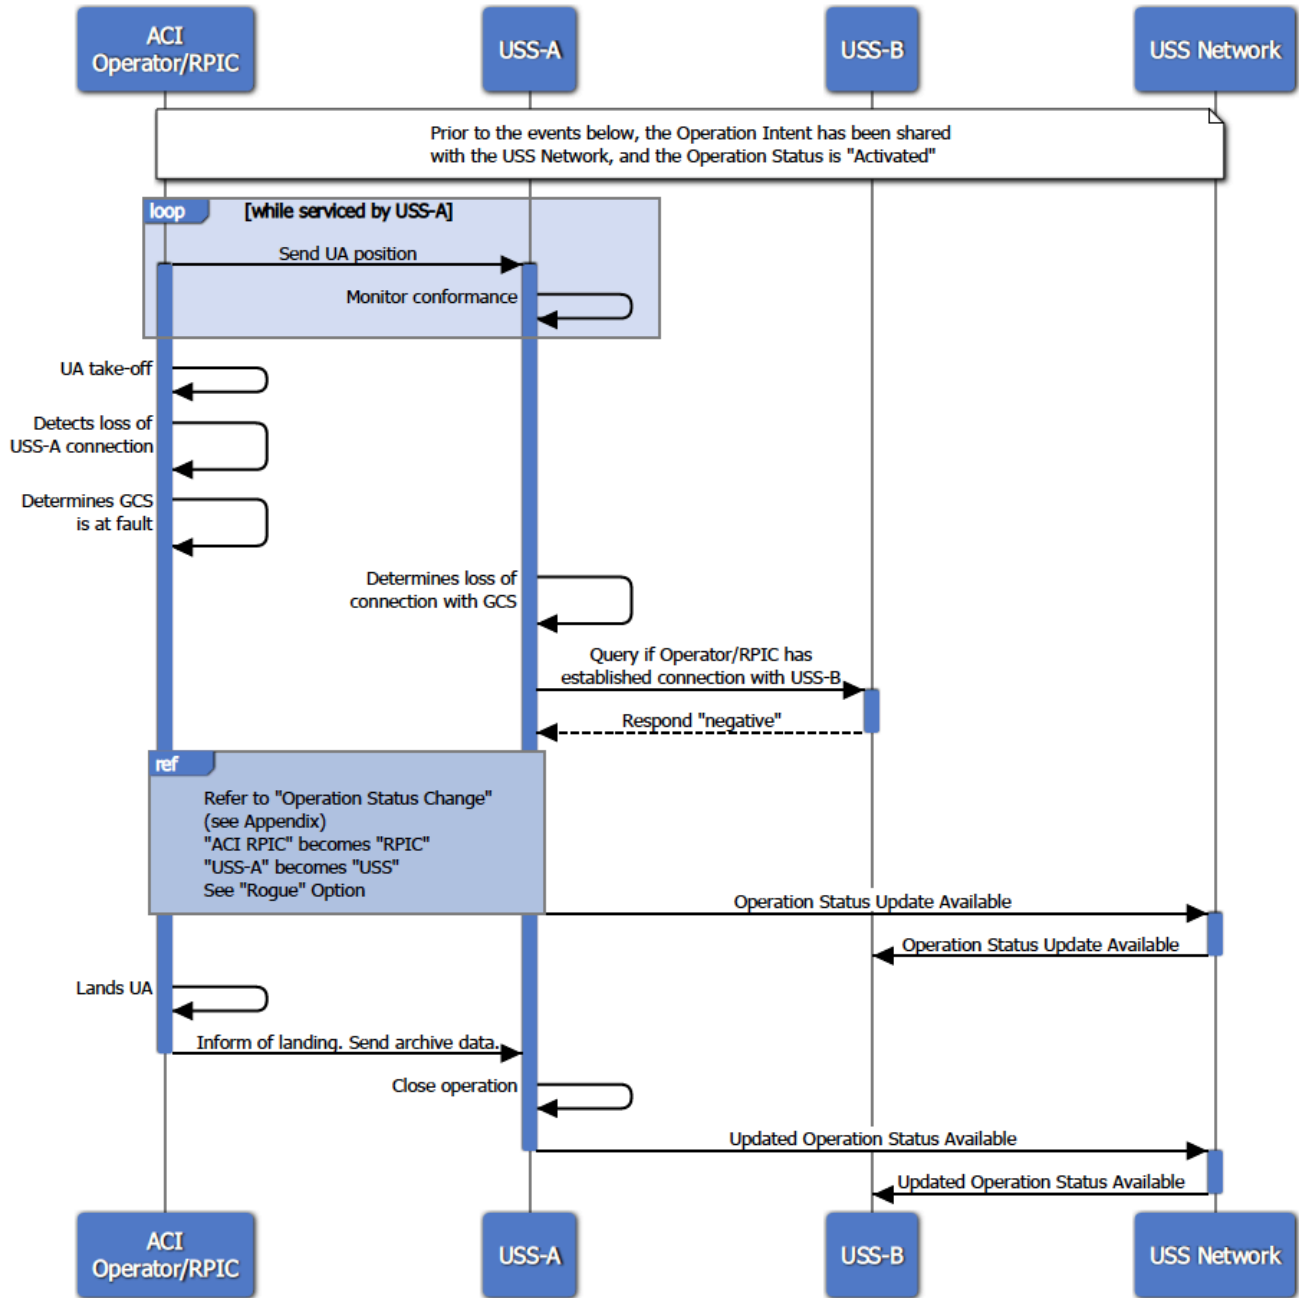 ACI
Operator/RPIC
USS-A
USS-B
USS Network
Prior to the events below, the Operation Intent has been shared
with the USS Network, and the Operation Status is "Activated"
loop
[while serviced by USS-A]
Send UA position
Monitor conformance
UA take-off
Detects loss of
USS-A connection
Determines GCS
is at fault
Determines loss of
connection with GCS
Query if Operator/RPIC has
established connection with USS-B
Respond "negative"
ref
Refer to "Operation Status Change"
(see Appendix)
"ACI RPIC" becomes "RPIC"
"USS-A" becomes "USS"
See "Rogue" Option
Operation Status Update Available
Operation Status Update Available
Lands UA
Inform of landing. Send archive data.
Close operation
Updated Operation Status Available
Updated Operation Status Available
ACI
Operator/RPIC
USS-A
USS-B
USS Network